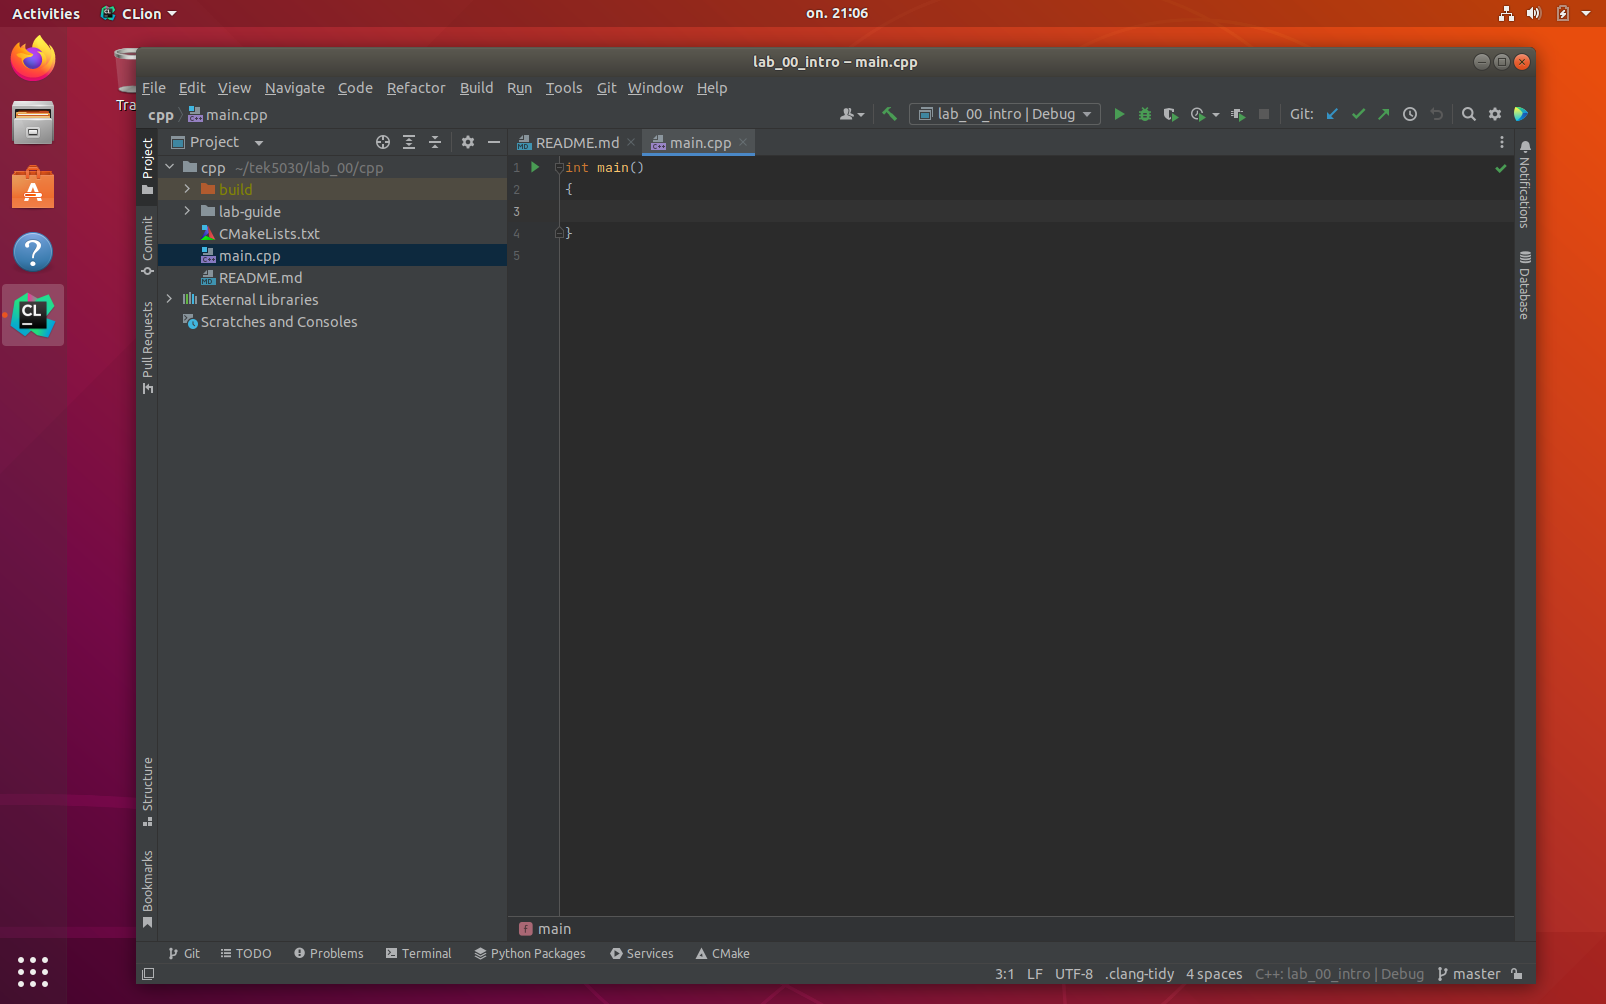 Activities CLion on. 21:06
Tra
lab_00_intro – main.cpp
File Edit View Navigate Code Refactor Build Run Tools Git Window Help
cpp main.cpp lab_00_intro | Debug Git:
Project
README.md main.cpp
cpp ~/tek5030/lab_00/cpp
build
lab-guide
CMakeLists.txt
main.cpp
README.md
External Libraries
Scratches and Consoles
1 int main()
2 {
3
4 }
5
Project
Commit
Pull Requests
Structure
Bookmarks
Notifications
Database
A
?
CL
f main
Git TODO Problems Terminal Python Packages Services CMake
3:1 LF UTF-8 .clang-tidy 4 spaces C++: lab_00_intro | Debug master